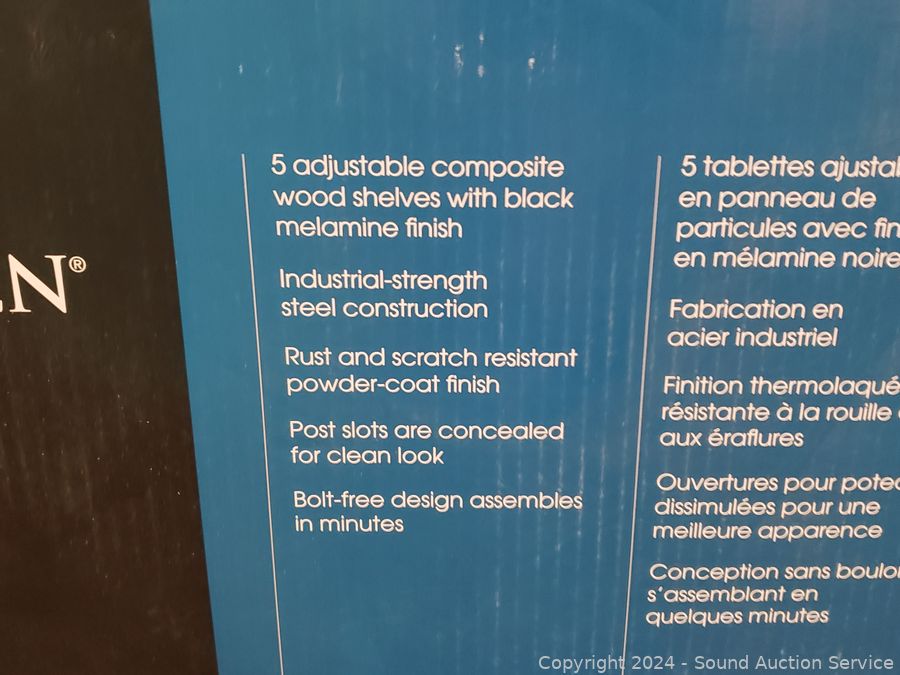 N®
5 adjustable composite
wood shelves with black
melamine finish
Industrial-strength
steel construction
Rust and scratch resistant
powder-coat finish
Post slots are concealed
for clean look
Bolt-free design assembles
in minutes
5 tablettes
en panneau de
particules avec
en mélamine noire
Fabrication en
acier industriel
Finition thermolaqué
résistante à la rouille
aux éraflures
Ouvertures pour
dissimulées pour une
meilleure apparence
Conception sans
s'assemblant en
quelques minutes
Copyright 2024 - Sound Auction Service